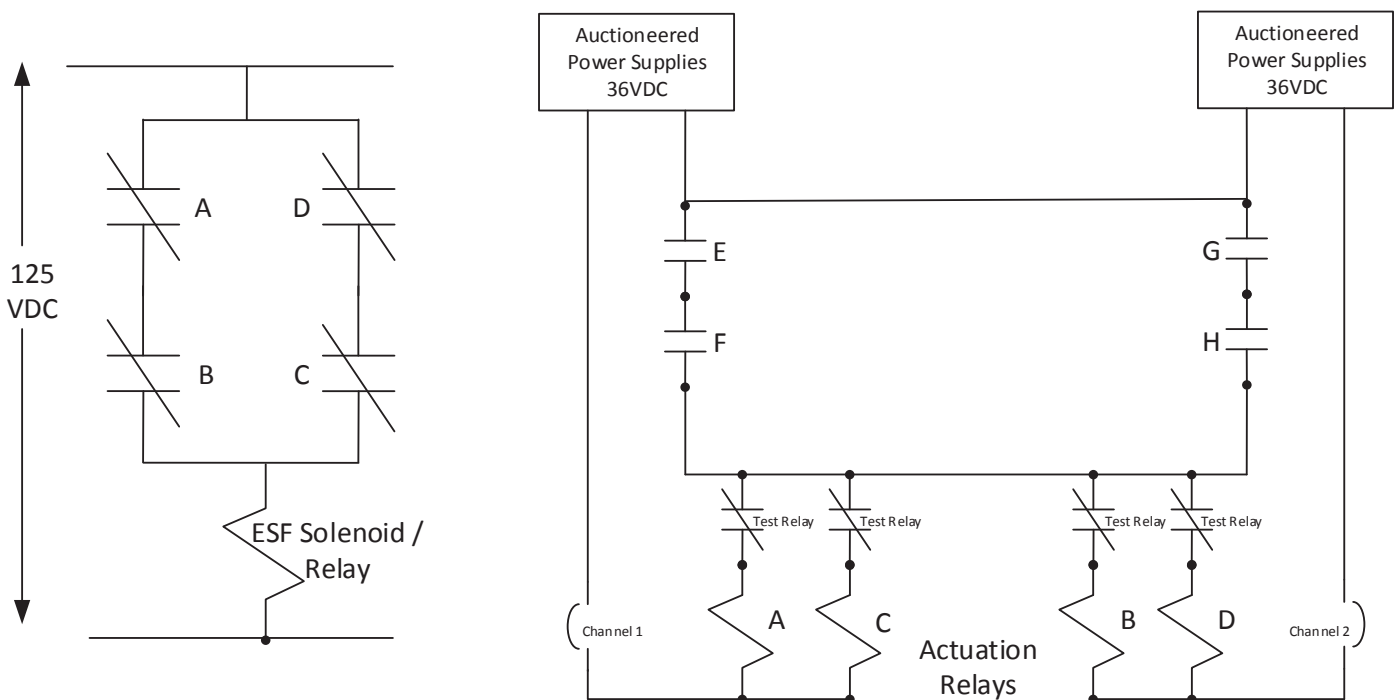 Auctioneered
Power Supplies
36VDC
Auctioneered
Power Supplies
36VDC
A
D
E
G
125
VDC
F
H
B
C
ESF Solenoid /
Relay
Test Relay
Test Relay
Test Relay
Test Relay
A
C
B
D
Channel 1
Channel 2
Actuation
Relays